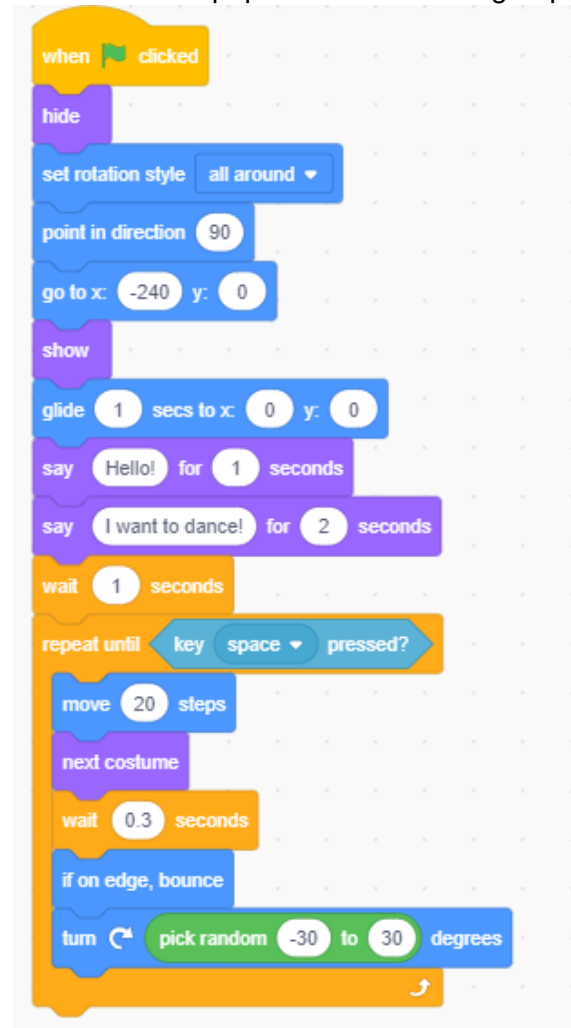 when clicked
hide
set rotation style all around
point in direction 90
go to x: -240 y: 0
show
glide 1 secs to x: 0 y: 0
say Hello! for 1 seconds
say I want to dance! for 2 seconds
wait 1 seconds
repeat until key space pressed?
move 20 steps
next costume
wait 0.3 seconds
if on edge, bounce
turn pick random -30 to 30 degrees